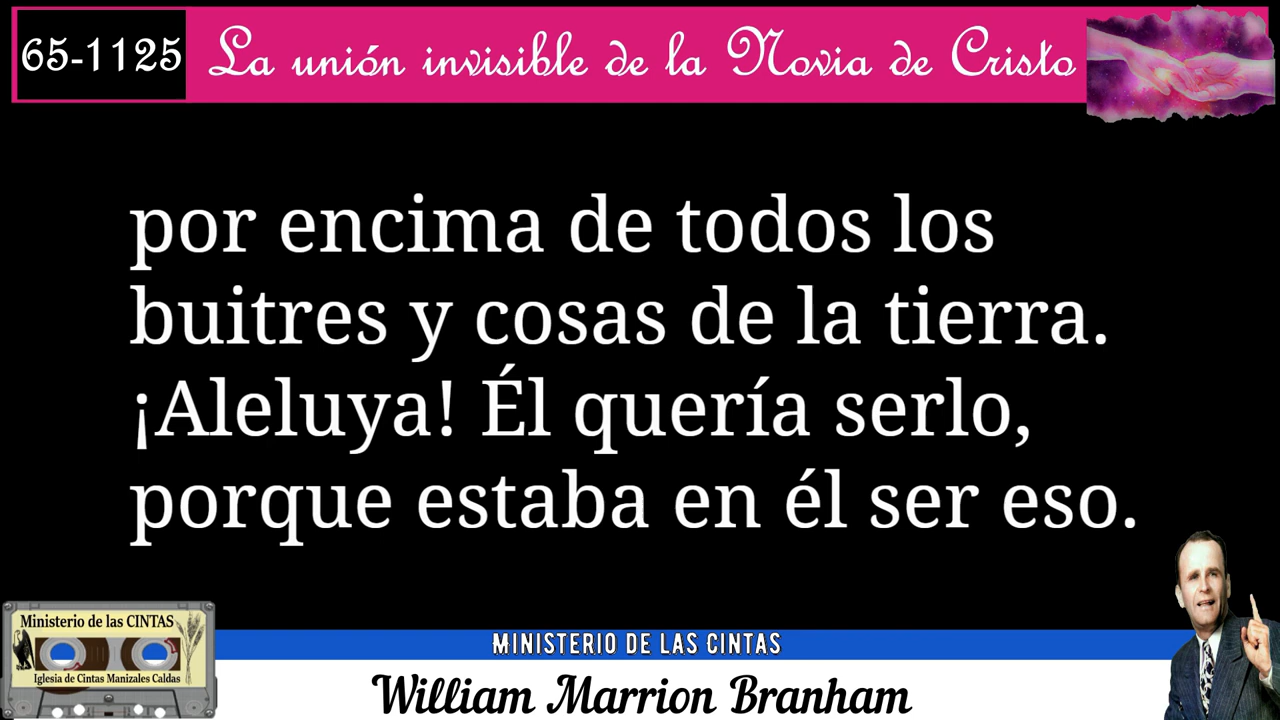 65-1125 La unión invisible de la Novia de Cristo
por encima de todos los
buitres y cosas de la tierra.
¡Aleluya! Él quería serlo,
porque estaba en él ser eso.
Ministerio de las CINTAS
Iglesia de Cintas Manizales Caldas
MINISTERIO DE LAS CINTAS
William Marrion Branham